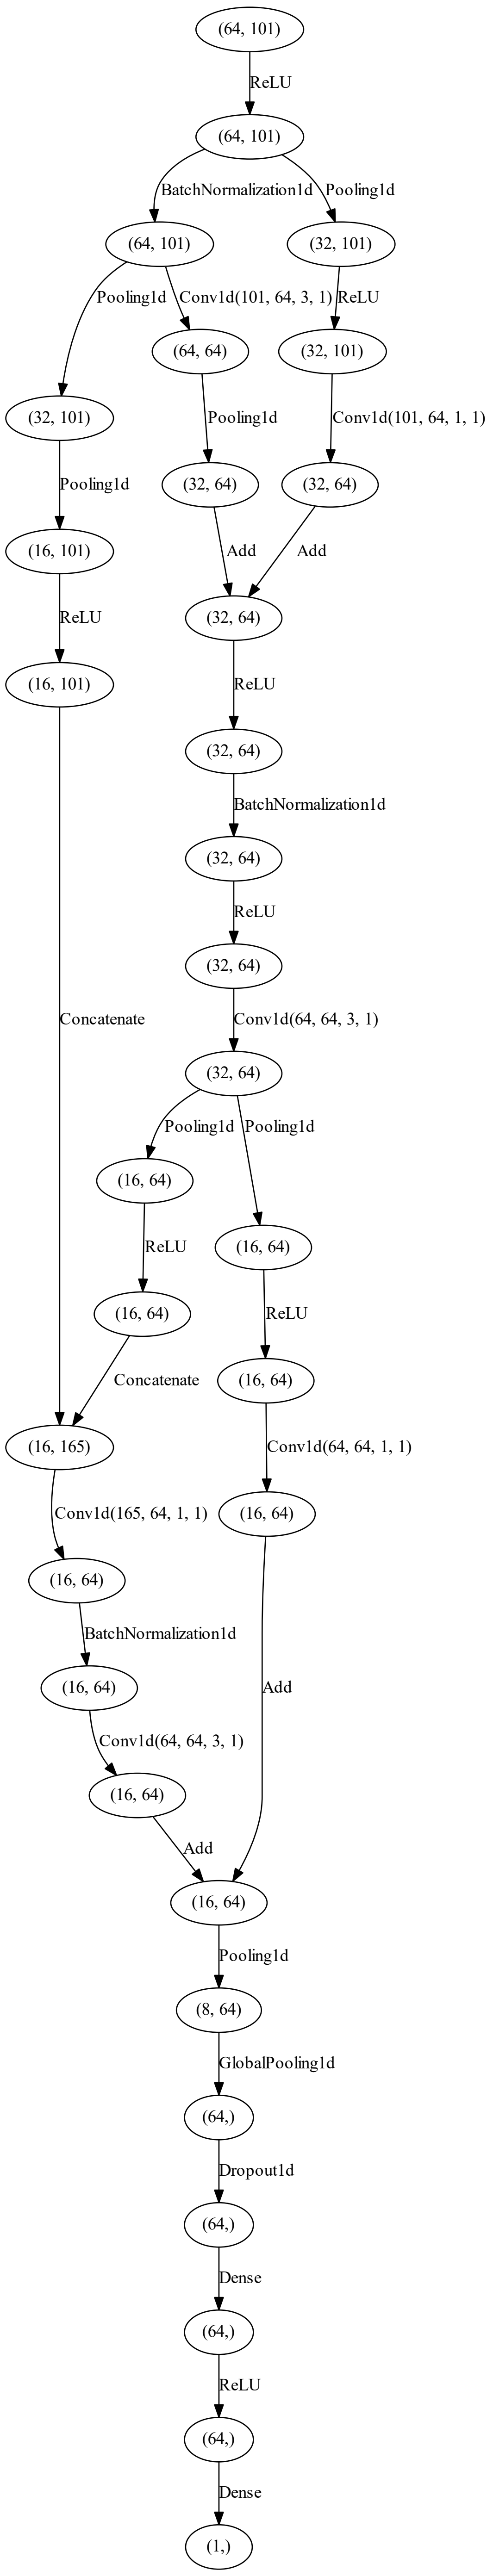 (64, 101)
ReLU
(64, 101)
BatchNormalization1d
Pooling1d
(64, 101)
(32, 101)
Pooling1d
Conv1d(101, 64, 3, 1)
ReLU
(64, 64)
(32, 101)
(32, 101)
Pooling1d
Conv1d(101, 64, 1, 1)
Pooling1d
(32, 64)
(32, 64)
(16, 101)
Add
Add
ReLU
(32, 64)
(16, 101)
ReLU
(32, 64)
BatchNormalization1d
(32, 64)
ReLU
(32, 64)
Concatenate
Conv1d(64, 64, 3, 1)
(32, 64)
Pooling1d
Pooling1d
(16, 64)
(16, 64)
ReLU
(16, 64)
ReLU
Concatenate
(16, 64)
(16, 165)
Conv1d(64, 64, 1, 1)
Conv1d(165, 64, 1, 1)
(16, 64)
(16, 64)
BatchNormalization1d
(16, 64)
Add
Conv1d(64, 64, 3, 1)
(16, 64)
Add
(16, 64)
Pooling1d
(8, 64)
GlobalPooling1d
(64,)
Dropout1d
(64,)
Dense
(64,)
ReLU
(64,)
Dense
(1,)